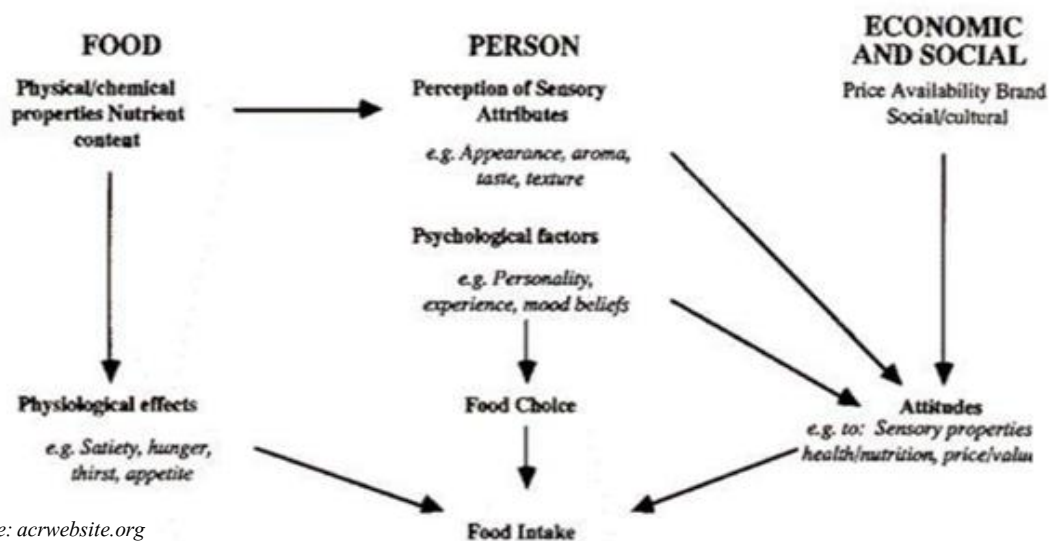 FOOD
Physical/chemical
properties Nutrient
content
PERSON
Perception of Sensory
Attributes
e.g. Appearance, aroma,
taste, texture
Psychological factors
e.g. Personality,
experience, mood beliefs
ECONOMIC
AND SOCIAL
Price Availability Brand
Social/cultural
Physiological effects
e.g. Satiety, hunger,
thirst, appetite
Food Choice
Attitudes
e.g. to: Sensory properties
health/nutrition, price/valu
Food Intake
e: acrwebsite.org